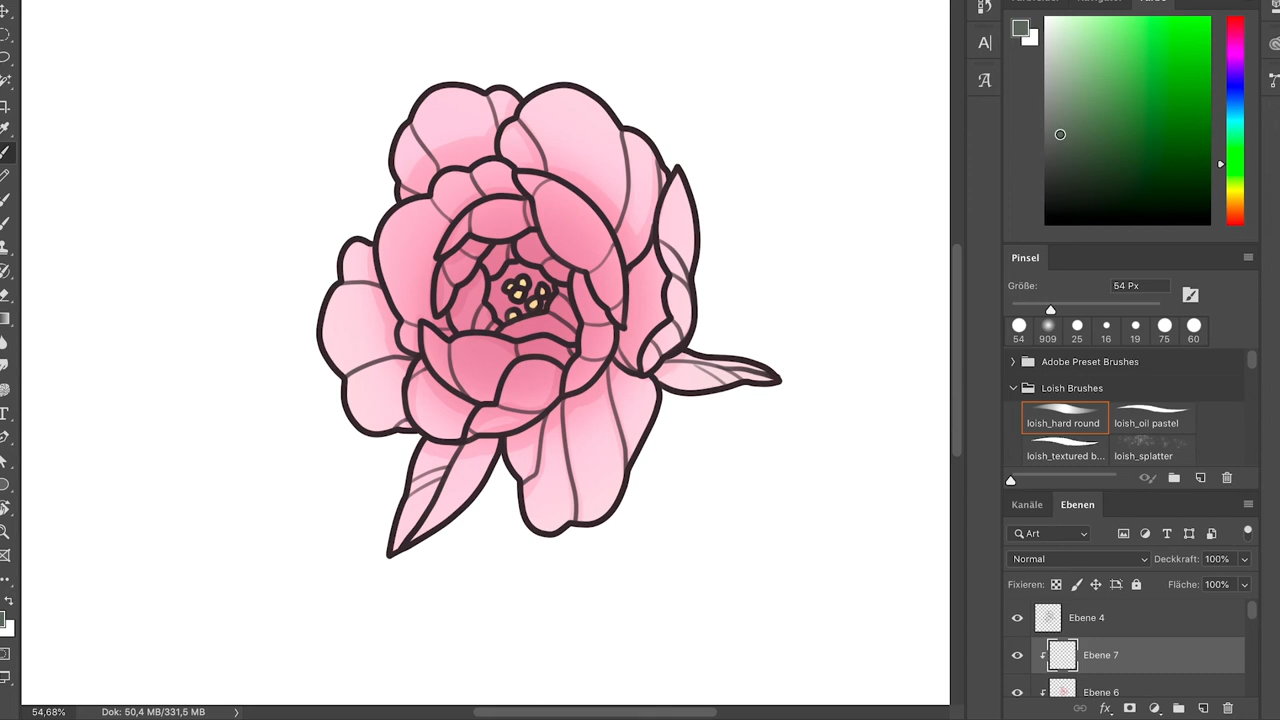 Pinsel
Größe: 54 Px
54 909 25 16 19 75 60
Adobe Preset Brushes
Loish Brushes
loish_hard round loish_oil pastel
loish_textured b... loish_splatter
Kanäle Ebenen
Art
Normal Deckkraft: 100%
Fixieren: Fläche: 100%
Ebene 4
Ebene 7
Ebene 6
fx
54,68% Dok: 50,4 MB/331,5 MB